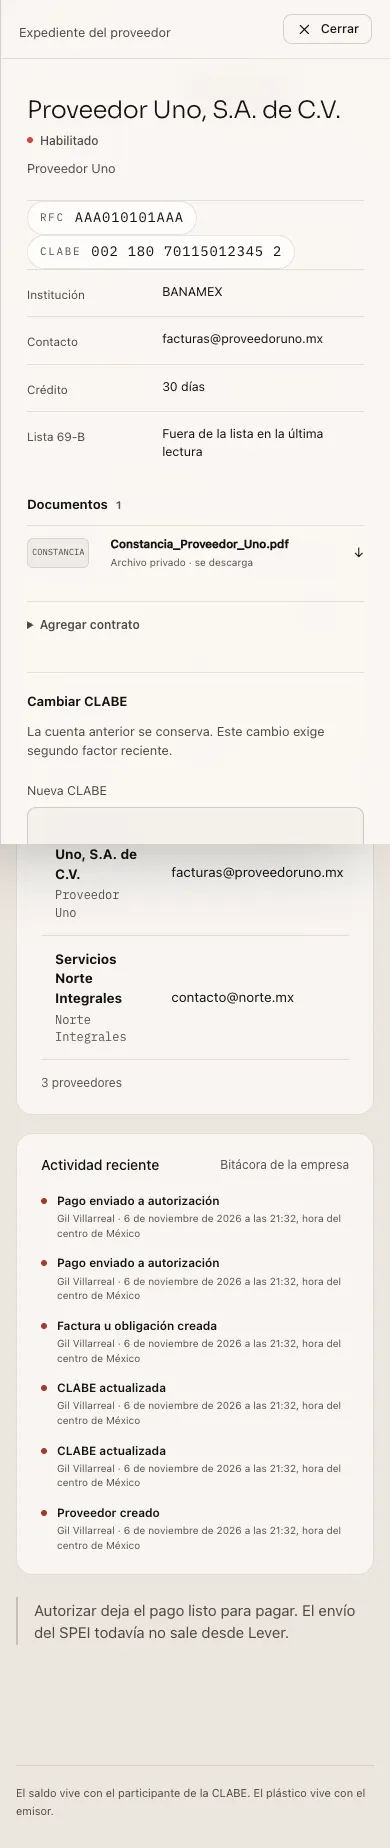 Expediente del proveedor
Cerrar
Proveedor Uno, S.A. de C.V.
Habilitado
Proveedor Uno
RFC AAA010101AAA
CLABE 002 180 70115012345 2
Institución BANAMEX
Contacto facturas@proveedoruno.mx
Crédito 30 días
Lista 69-B Fuera de la lista en la última
lectura
Documentos 1
CONSTANCIA
Constancia_Proveedor_Uno.pdf
Archivo privado · se descarga
Agregar contrato
Cambiar CLABE
La cuenta anterior se conserva. Este cambio exige
segundo factor reciente.
Nueva CLABE
Uno, S.A. de
C.V.
Proveedor
Uno
facturas@proveedoruno.mx
Servicios
Norte
Integrales
Norte
Integrales
contacto@norte.mx
3 proveedores
Actividad reciente Bitácora de la empresa
Pago enviado a autorización
Gil Villarreal · 6 de noviembre de 2026 a las 21:32, hora del
centro de México
Pago enviado a autorización
Gil Villarreal · 6 de noviembre de 2026 a las 21:32, hora del
centro de México
Factura u obligación creada
Gil Villarreal · 6 de noviembre de 2026 a las 21:32, hora del
centro de México
CLABE actualizada
Gil Villarreal · 6 de noviembre de 2026 a las 21:32, hora del
centro de México
CLABE actualizada
Gil Villarreal · 6 de noviembre de 2026 a las 21:32, hora del
centro de México
Proveedor creado
Gil Villarreal · 6 de noviembre de 2026 a las 21:32, hora del
centro de México
Autorizar deja el pago listo para pagar. El envío
del SPEI todavía no sale desde Lever.
El saldo vive con el participante de la CLABE. El plástico vive con el
emisor.